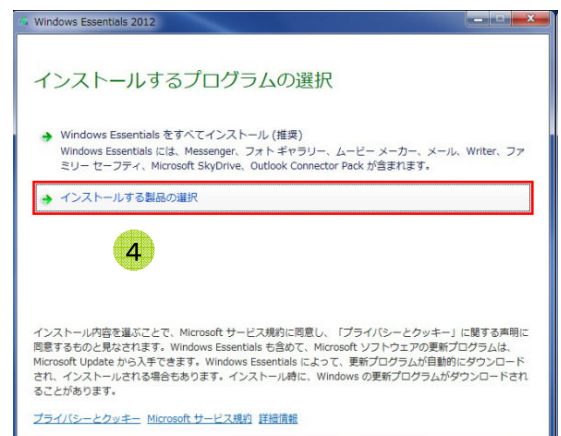 Windows Essentials 2012
インストールするプログラムの選択
Windows Essentials をすべてインストール (推奨)
Windows Essentials には、Messenger、フォト ギャラリー、ムービー メーカー、メール、Writer、ファ
ミリー セーフティ、Microsoft SkyDrive、Outlook Connector Pack が含まれます。
インストールする製品の選択
4
インストール内容を選ぶことで、Microsoft サービス規約に同意し、「プライバシーとクッキー」に関する声明に
同意するものと見なされます。Windows Essentials も含めて、Microsoft ソフトウェアの更新プログラムは、
Microsoft Update から入手できます。Windows Essentials によって、更新プログラムが自動的にダウンロード
され、インストールされる場合もあります。インストール時に、Windows の更新プログラムがダウンロードされ
ることがあります。
プライバシーとクッキー Microsoft サービス規約 詳細情報